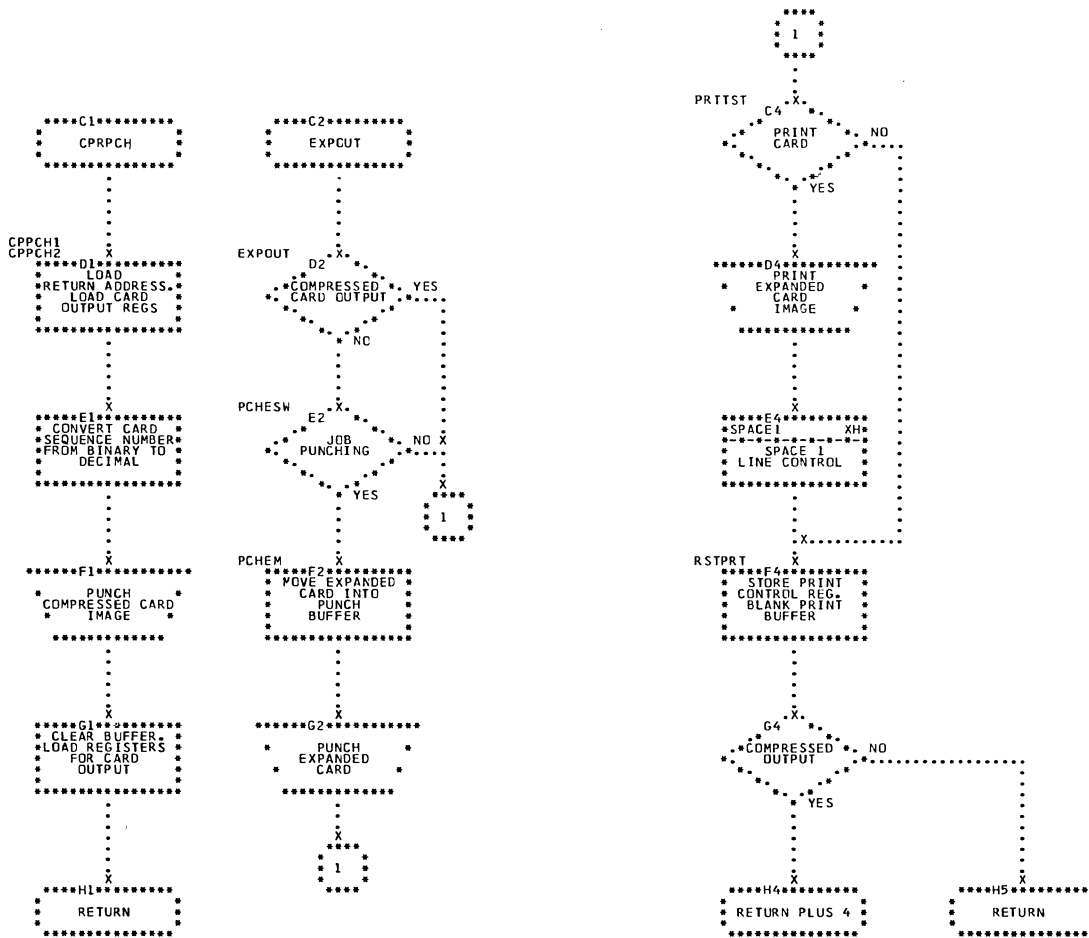 C1
CPRPCH
CPPCH1
CPPCH2
D1
LOAD
RETURN ADDRESS.
LOAD CARD
OUTPUT REGS
E1
CONVERT CARD
SEQUENCE NUMBER
FROM BINARY TO
DECIMAL
F1
PUNCH
COMPRESSED CARD
IMAGE
G1
CLEAR BUFFER.
LOAD REGISTERS
FOR CARD
OUTPUT
H1
RETURN
C2
EXPCUT
EXPOUT
D2
COMPRESSED
CARD OUTPUT
YES
NO
PCHESW
E2
JOB
PUNCHING
NO
YES
1
PCHEM
F2
MOVE EXPANDED
CARD INTO
PUNCH
BUFFER
G2
PUNCH
EXPANDED
CARD
1
1
PRTTST
C4
PRINT
CARD
NO
YES
D4
PRINT
EXPANDED
CARD
IMAGE
E4
SPACE1 XH
SPACE 1
LINE CONTROL
RSTPRT
F4
STORE PRINT
CONTROL REG.
BLANK PRINT
BUFFER
G4
COMPRESSED
OUTPUT
NO
YES
H4
RETURN PLUS 4
H5
RETURN